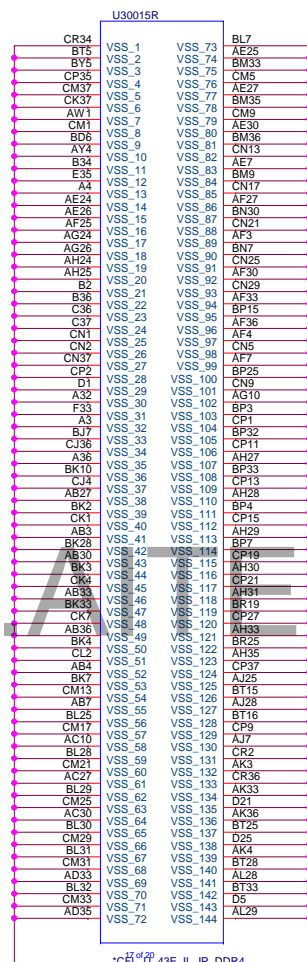 U30015R
CR34 VSS_1 VSS_73 BL7
BT5 VSS_2 VSS_74 AE25
BY5 VSS_3 VSS_75 BM33
CP35 VSS_4 VSS_76 CM5
CM37 VSS_5 VSS_77 AE27
CK37 VSS_6 VSS_78 BM35
AW1 VSS_7 VSS_79 CM9
CM1 VSS_8 VSS_80 AE30
BD6 VSS_9 VSS_81 BM36
AY4 VSS_10 VSS_82 CN13
B34 VSS_11 VSS_83 AE7
E35 VSS_12 VSS_84 BM9
A4 VSS_13 VSS_85 CN17
AE24 VSS_14 VSS_86 AF27
AE26 VSS_15 VSS_87 BN30
AF25 VSS_16 VSS_88 CN21
AG24 VSS_17 VSS_89 AF3
AG26 VSS_18 VSS_90 BN7
AH24 VSS_19 VSS_91 CN25
AH25 VSS_20 VSS_92 AF30
B2 VSS_21 VSS_93 CN29
B36 VSS_22 VSS_94 AF33
C36 VSS_23 VSS_95 BP15
C37 VSS_24 VSS_96 AF36
CN1 VSS_25 VSS_97 AF4
CN2 VSS_26 VSS_98 CN5
CN37 VSS_27 VSS_99 AF7
CP2 VSS_28 VSS_100 BP25
D1 VSS_29 VSS_101 CN9
A32 VSS_30 VSS_102 AG10
F33 VSS_31 VSS_103 BP3
A3 VSS_32 VSS_104 CP1
BJ7 VSS_33 VSS_105 BP32
CJ36 VSS_34 VSS_106 CP11
A36 VSS_35 VSS_107 AH27
BK10 VSS_36 VSS_108 BP33
CJ4 VSS_37 VSS_109 CP13
AB27 VSS_38 VSS_110 AH28
BK2 VSS_39 VSS_111 BP4
CK1 VSS_40 VSS_112 CP15
AB3 VSS_41 VSS_113 AH29
BK28 VSS_42 VSS_114 BP7
AB30 VSS_43 VSS_115 CP19
BK3 VSS_44 VSS_116 AH30
CK4 VSS_45 VSS_117 CP21
AB33 VSS_46 VSS_118 AH31
BK33 VSS_47 VSS_119 BR19
CK7 VSS_48 VSS_120 CP27
AB36 VSS_49 VSS_121 AH33
BK4 VSS_50 VSS_122 BR25
CL2 VSS_51 VSS_123 AH35
AB4 VSS_52 VSS_124 CP37
BK7 VSS_53 VSS_125 AJ25
CM13 VSS_54 VSS_126 BT15
AB7 VSS_55 VSS_127 AJ28
BL25 VSS_56 VSS_128 BT16
CM17 VSS_57 VSS_129 CP9
AC10 VSS_58 VSS_130 AJ7
BL28 VSS_59 VSS_131 CR2
CM21 VSS_60 VSS_132 AK3
AC27 VSS_61 VSS_133 CR36
BL29 VSS_62 VSS_134 AK33
CM25 VSS_63 VSS_135 D21
AC30 VSS_64 VSS_136 AK36
BL30 VSS_65 VSS_137 BT25
CM29 VSS_66 VSS_138 D25
BL31 VSS_67 VSS_139 AK4
CM31 VSS_68 VSS_140 BT28
AD33 VSS_69 VSS_141 AL28
BL32 VSS_70 VSS_142 BT33
CM33 VSS_71 VSS_143 D5
AD35 VSS_72 VSS_144 AL29
17 of 20